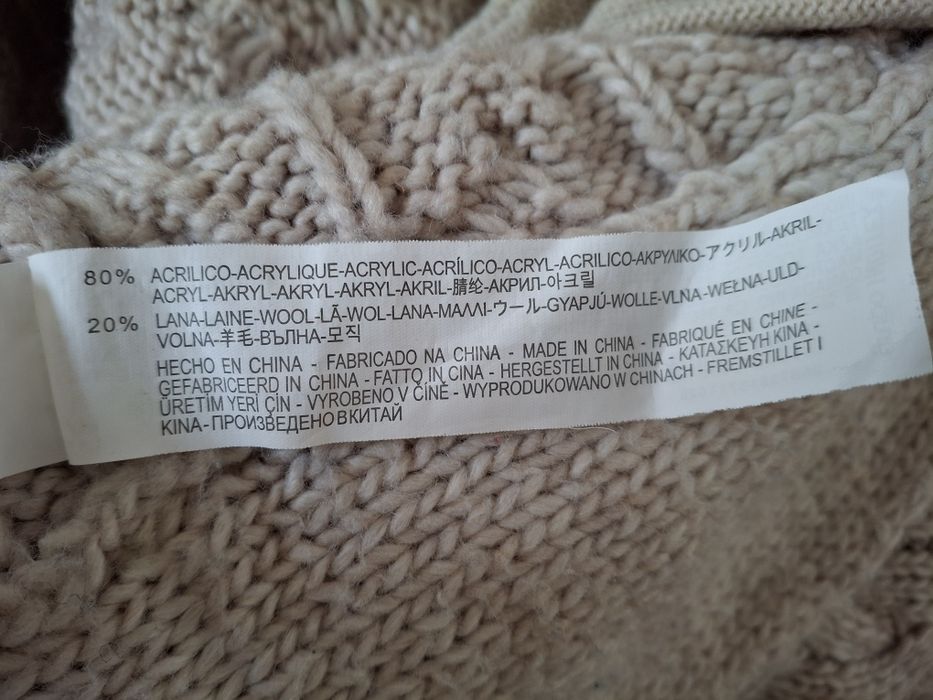 80% ACRILICO-ACRYLIQUE-ACRYLIC-ACRÍLICO-ACRYL-ACRILICO-ΑΚΡΥΛΙΚΟ-アクリル-AKRIL-
ACRYL-AKRYL-AKRYL-AKRYL-AKRIL-腈纶-АКРИЛ-아크릴
20% LANA-LAINE-WOOL-LÃ-WOL-LANA-ΜΑΛΛΙ-ウール-GYAPJÚ-WOLLE-VLNA-WEŁNA-ULD-
VOLNA-羊毛-ВЪЛНА-모직
HECHO EN CHINA - FABRICADO NA CHINA - MADE IN CHINA - FABRIQUÉ EN CHINE -
GEFABRICEERD IN CHINA - FATTO IN CINA - HERGESTELLT IN CHINA - ΚΑΤΑΣΚΕΥΗ ΚΙΝΑ -
ÜRETİM YERİ ÇİN - VYROBENO V ČÍNĚ - WYPRODUKOWANO W CHINACH - FREMSTILLET I
KINA - ПРОИЗВЕДЕНО В КИТАЙ